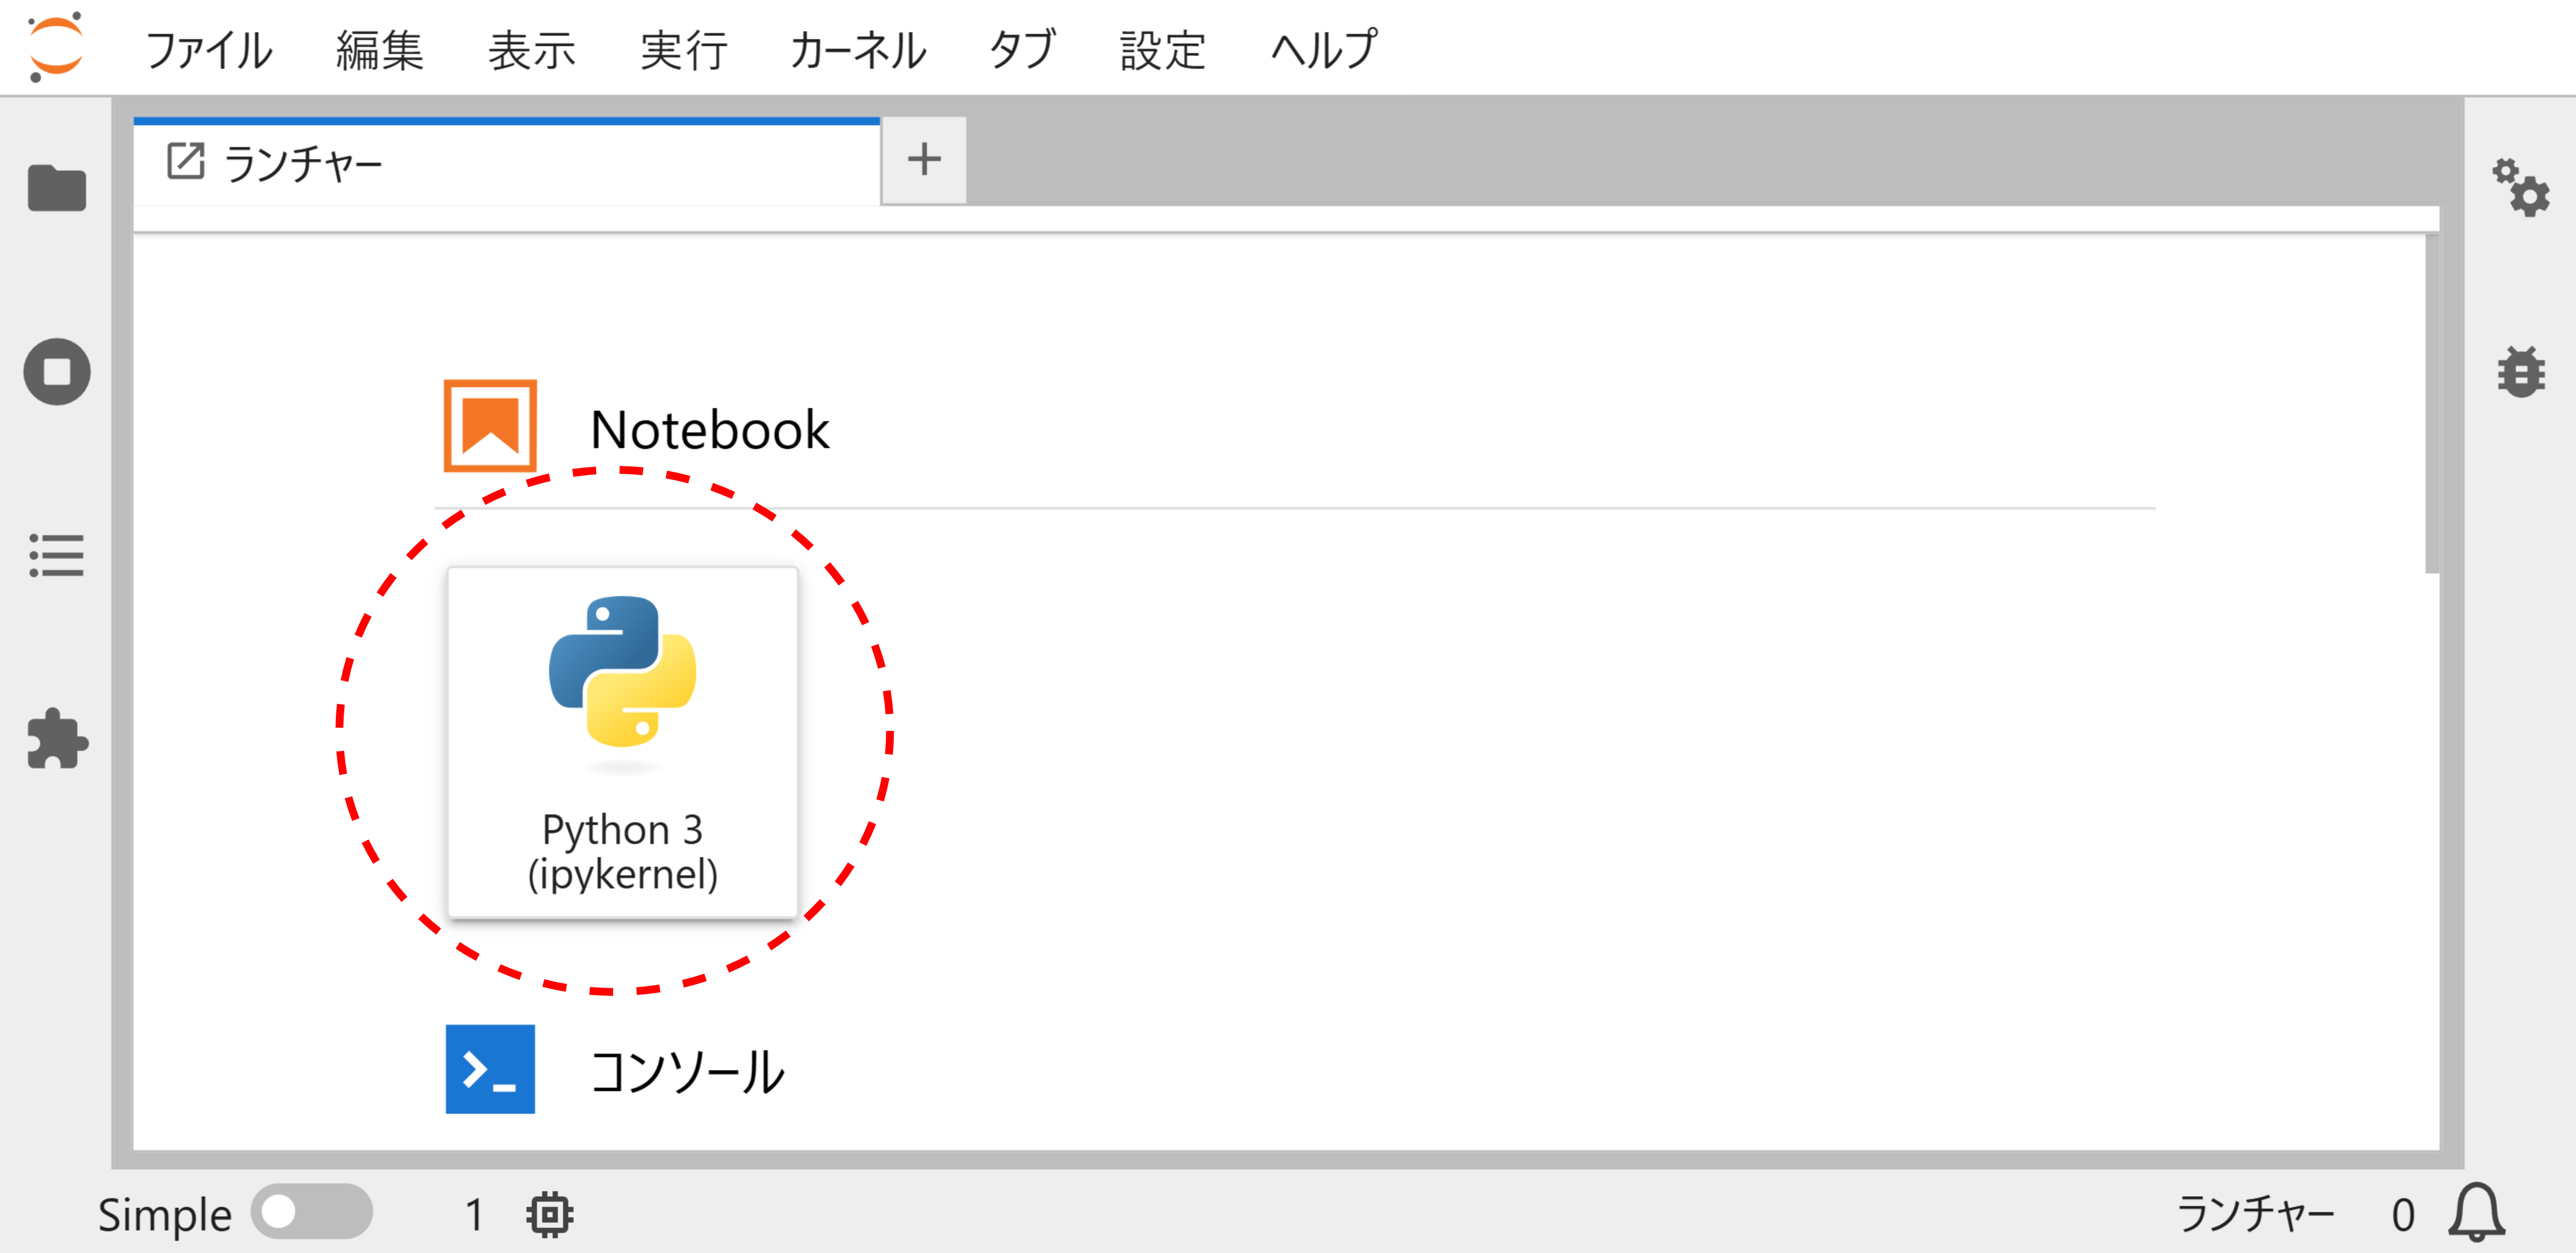 ファイル 編集 表示 実行 カーネル タブ 設定 ヘルプ
ランチャー
Notebook
Python 3
(ipykernel)
コンソール
Simple 1 ランチャー 0